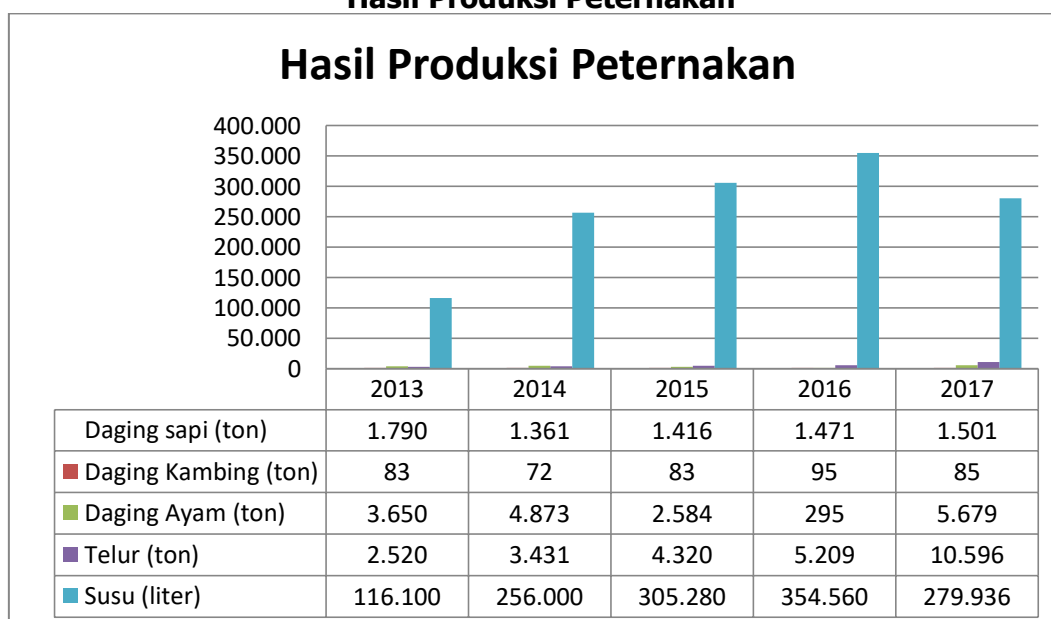 Hasil Produksi Peternakan
Hasil Produksi Peternakan
400.000
350.000
300.000
250.000
200.000
150.000
100.000
50.000
0
2013 2014 2015 2016 2017
Daging sapi (ton) 1.790 1.361 1.416 1.471 1.501
Daging Kambing (ton) 83 72 83 95 85
Daging Ayam (ton) 3.650 4.873 2.584 295 5.679
Telur (ton) 2.520 3.431 4.320 5.209 10.596
Susu (liter) 116.100 256.000 305.280 354.560 279.936